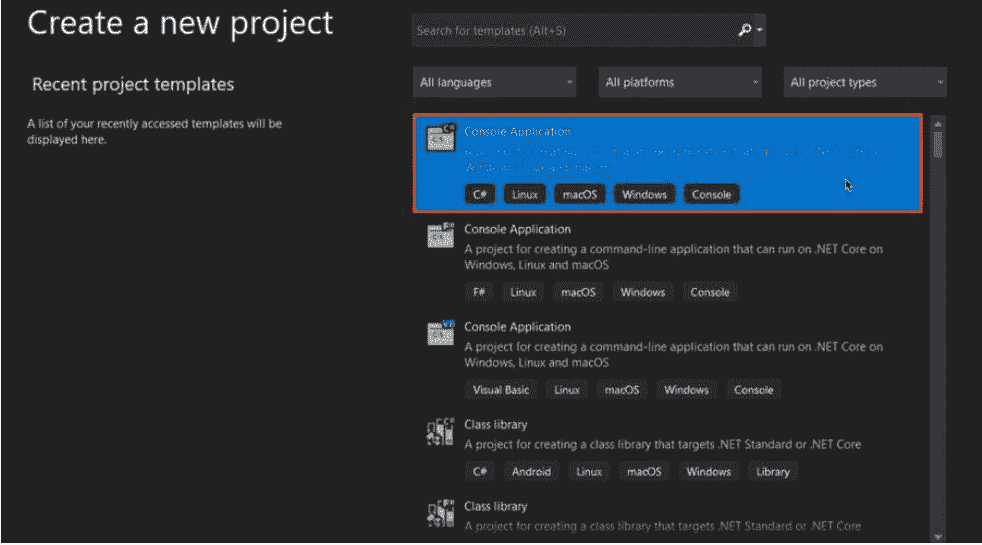 Create a new project
Search for templates (Alt+S)
Recent project templates
All languages
All platforms
All project types
A list of your recently accessed templates will be
displayed here.
Console Application
C#
Linux
macOS
Windows
Console
Console Application
A project for creating a command-line application that can run on .NET Core on
Windows, Linux and macOS
F#
Linux
macOS
Windows
Console
Console Application
A project for creating a command-line application that can run on .NET Core on
Windows, Linux and macOS
Visual Basic
Linux
macOS
Windows
Console
Class library
A project for creating a class library that targets .NET Standard or .NET Core
C#
Android
Linux
macOS
Windows
Library
Class library
A project for creating a class library that targets .NET Standard or .NET Core